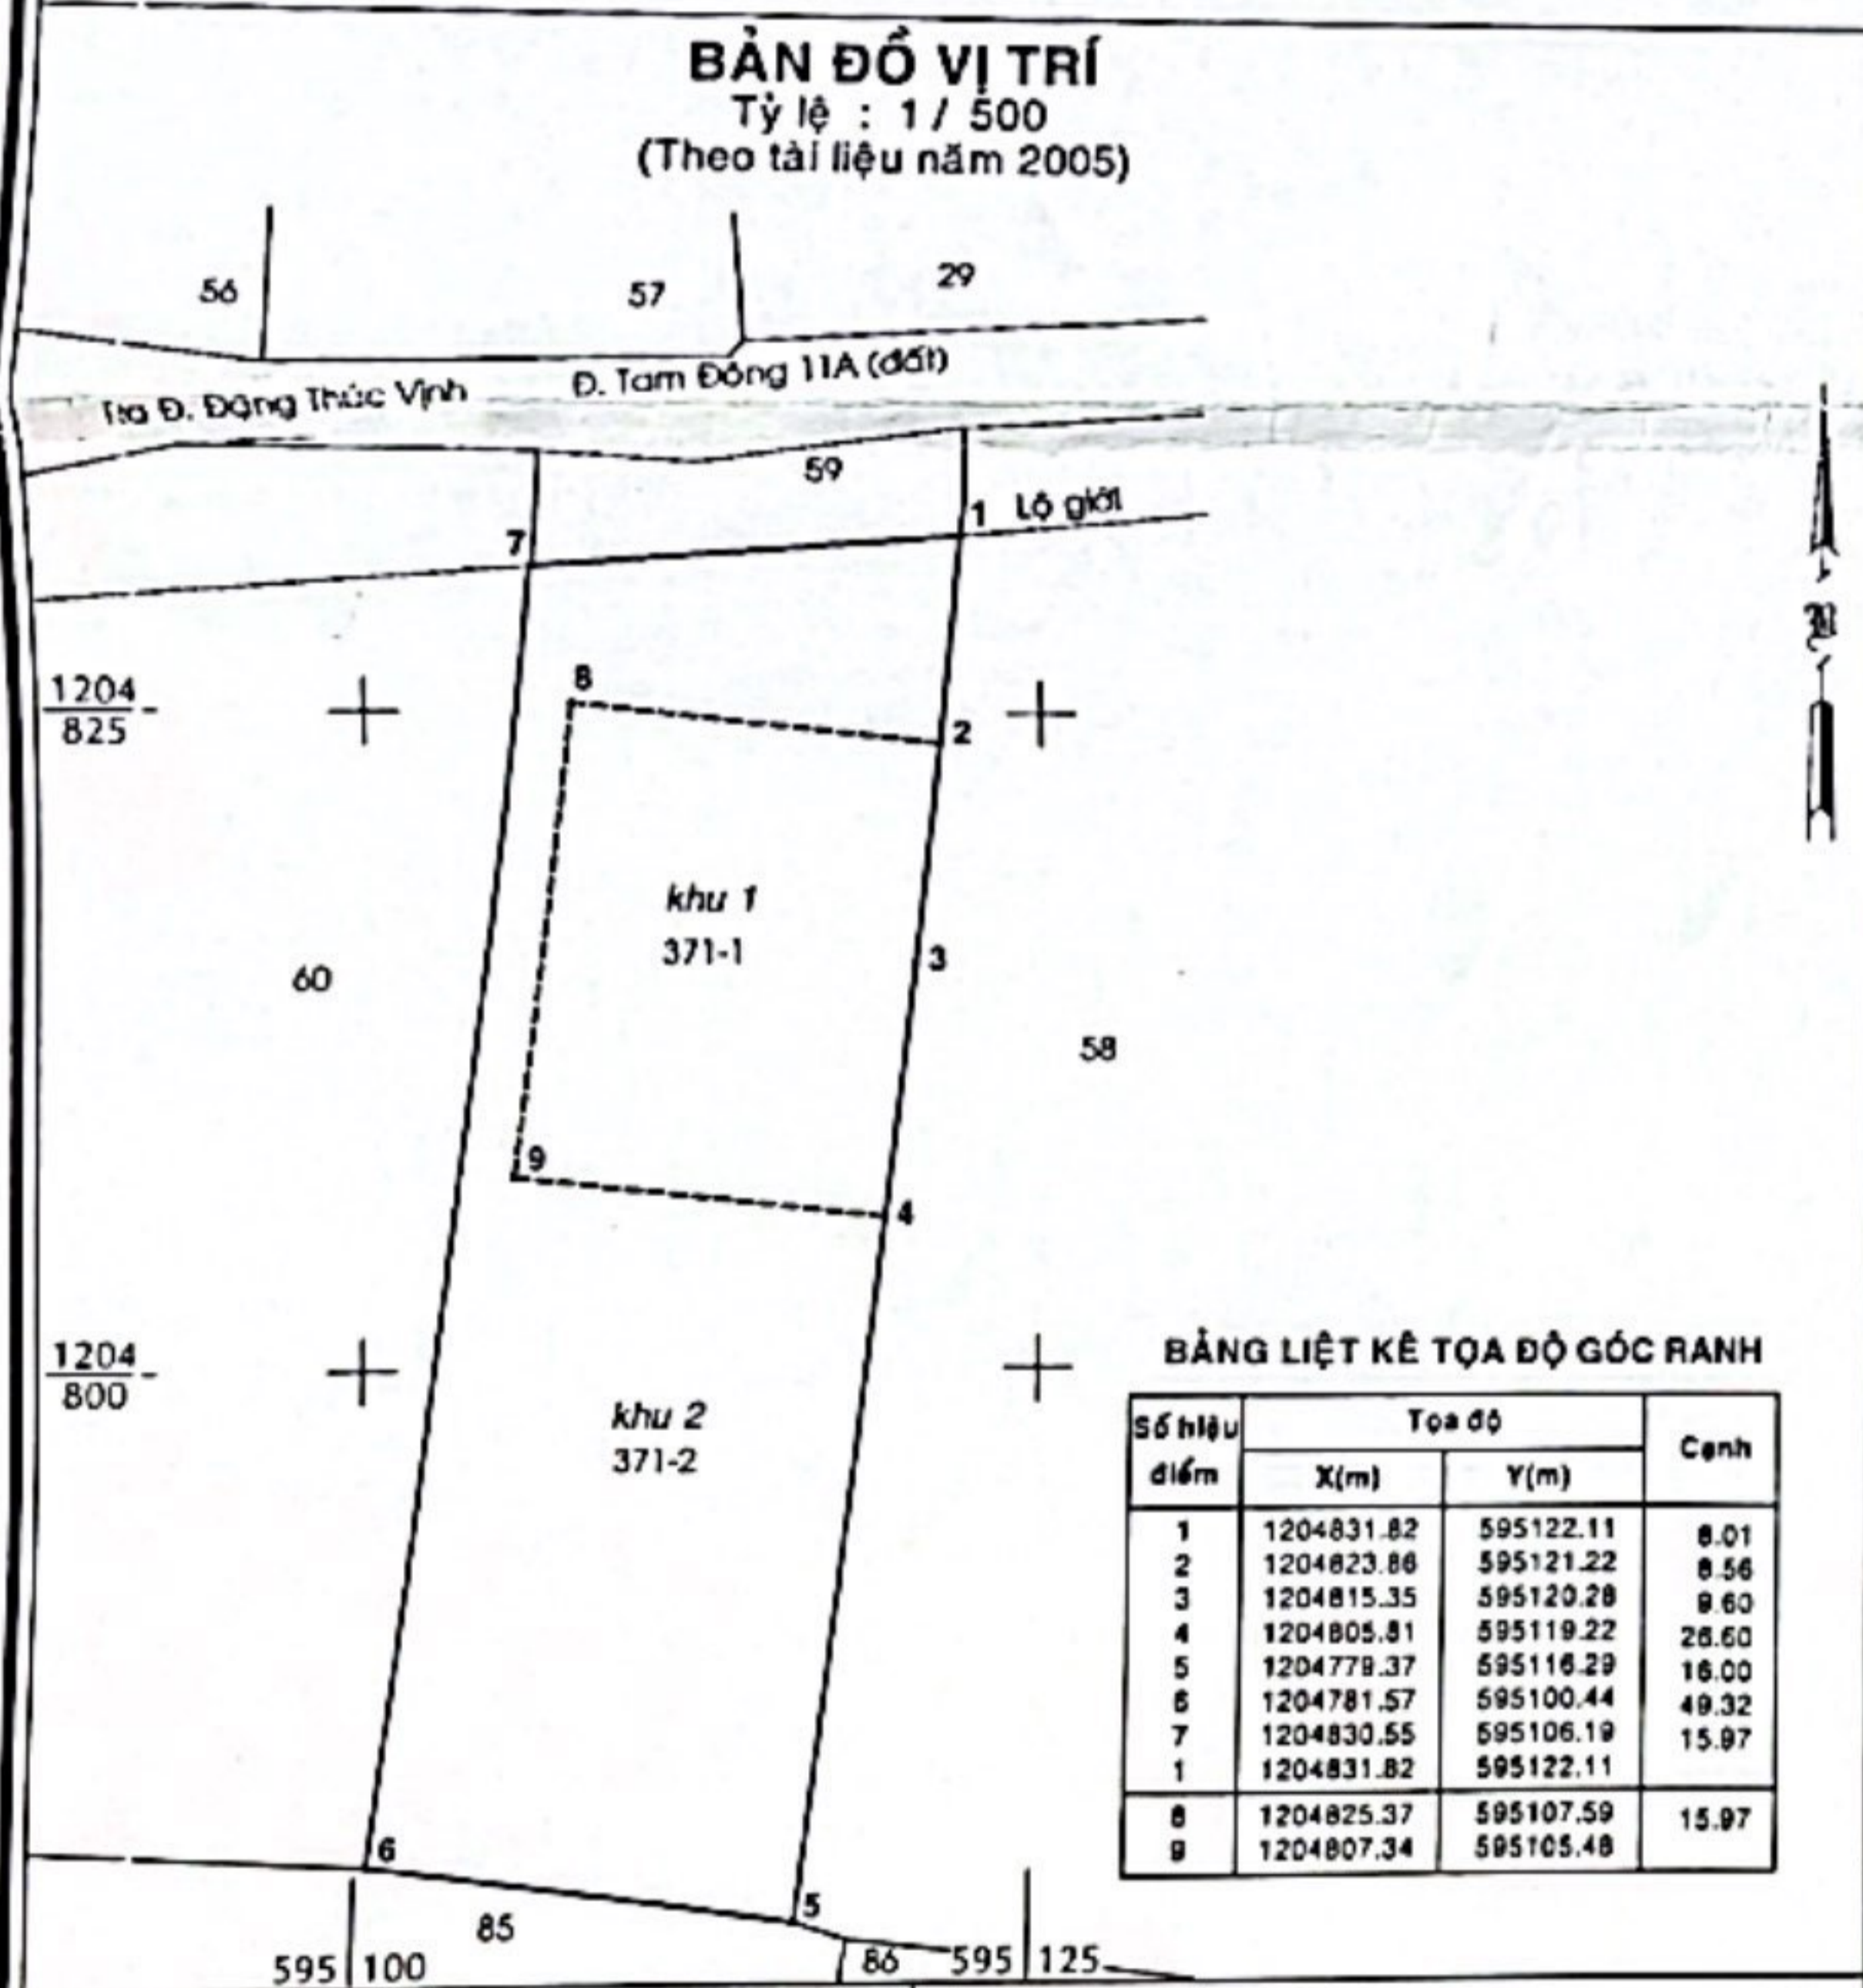 BẢN ĐỒ VỊ TRÍ
Tỷ lệ : 1 / 500
(Theo tài liệu năm 2005)
56
57
29
Đ. Đặng Thúc Vịnh
Đ. Tam Đông 11A (đất)
59
1
Lộ giới
7
1204
825
8
2
khu 1
371-1
3
60
58
9
4
1204
800
khu 2
371-2
BẢNG LIỆT KÊ TỌA ĐỘ GÓC RANH
Số hiệu điểm
Tọa độ
Cạnh
X(m)
Y(m)
1 1204831.82 595122.11 8.01
2 1204823.86 595121.22 8.56
3 1204815.35 595120.28 9.60
4 1204805.81 595119.22 26.60
5 1204779.37 595116.29 16.00
6 1204781.57 595100.44 49.32
7 1204830.55 595106.19 15.97
1 1204831.82 595122.11
8 1204825.37 595107.59 15.97
9 1204807.34 595105.48
6
5
85
86
595 100
595 125